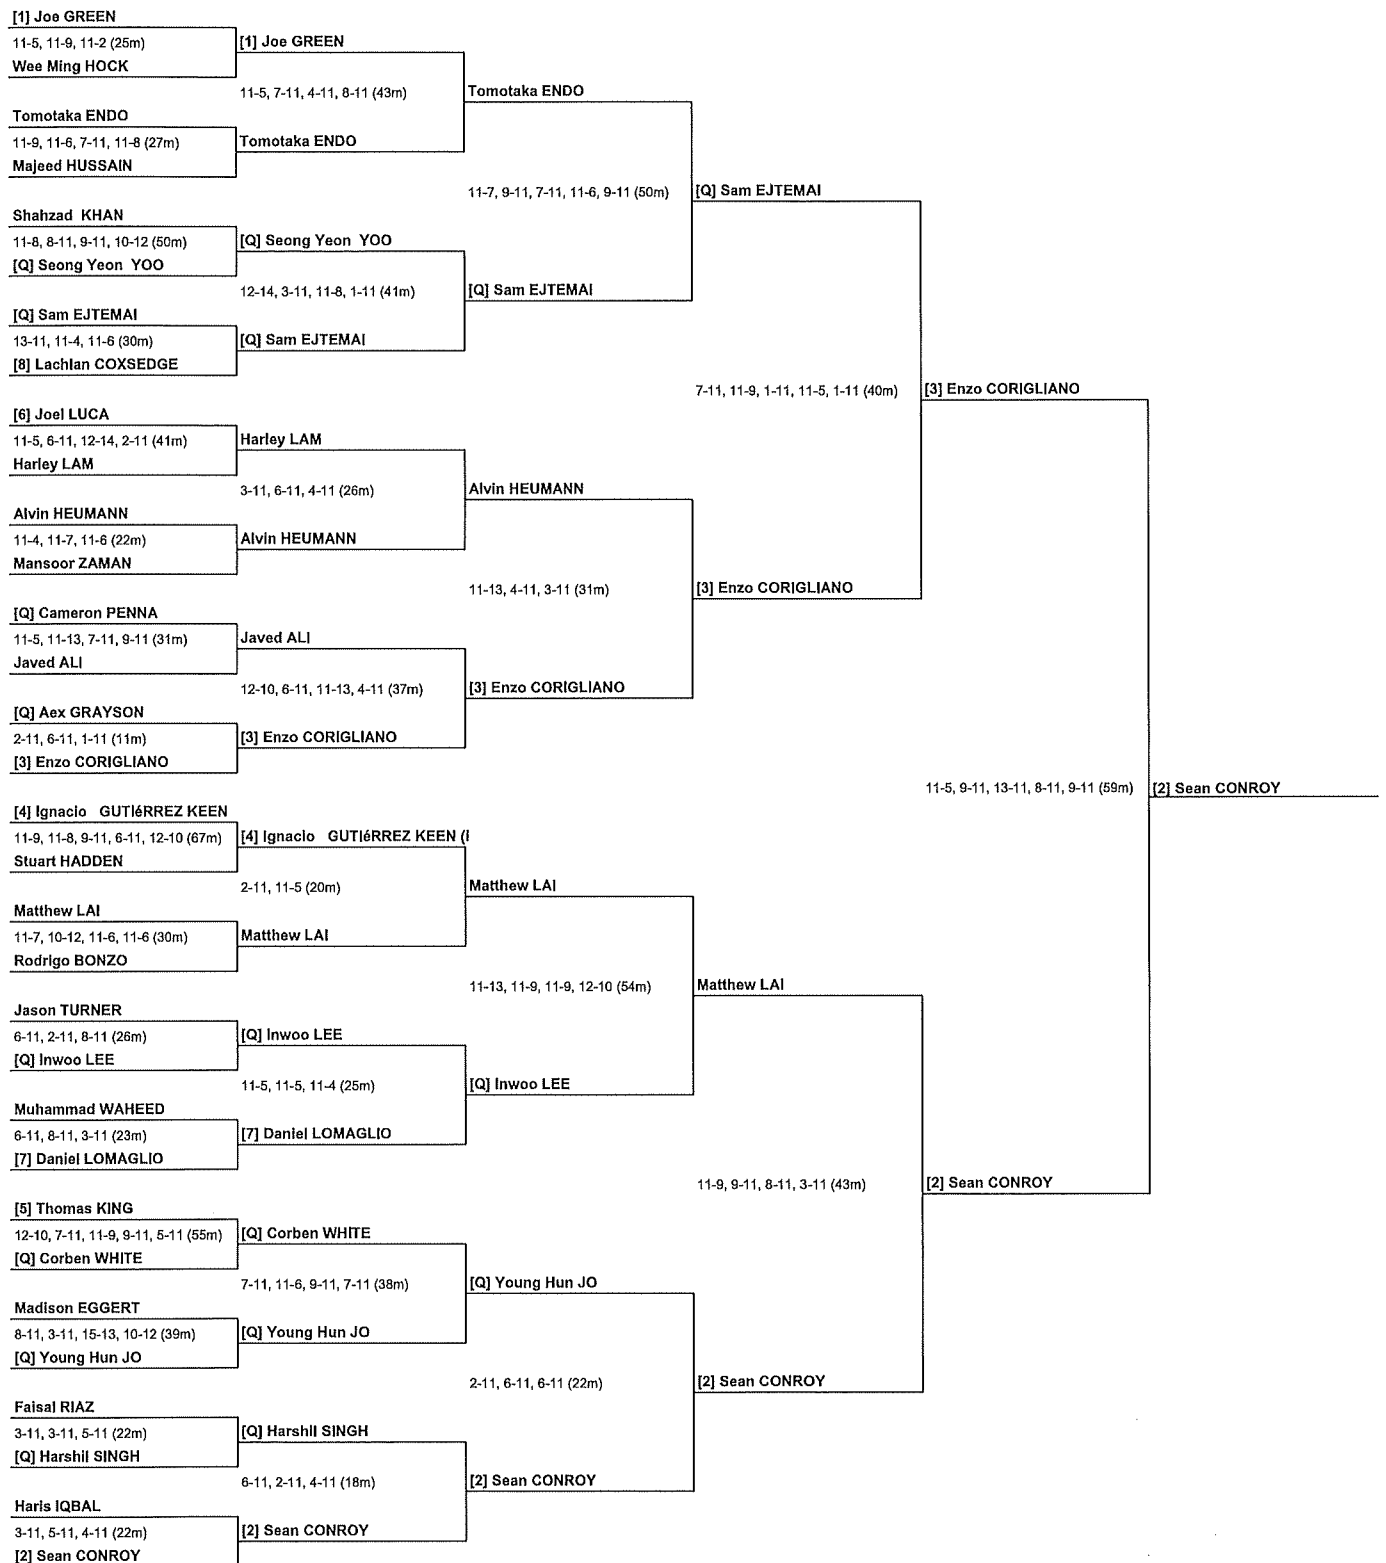 [1] Joe GREEN
11-5, 11-9, 11-2 (25m)
Wee Ming HOCK
Tomotaka ENDO
11-9, 11-6, 7-11, 11-8 (27m)
Majeed HUSSAIN
Shahzad KHAN
11-8, 8-11, 9-11, 10-12 (50m)
[Q] Seong Yeon YOO
[Q] Sam EJTEMAI
13-11, 11-4, 11-6 (30m)
[8] Lachlan COXSEDGE
[6] Joel LUCA
11-5, 6-11, 12-14, 2-11 (41m)
Harley LAM
Alvin HEUMANN
11-4, 11-7, 11-6 (22m)
Mansoor ZAMAN
[Q] Cameron PENNA
11-5, 11-13, 7-11, 9-11 (31m)
Javed ALI
[Q] Aex GRAYSON
2-11, 6-11, 1-11 (11m)
[3] Enzo CORIGLIANO
[4] Ignacio GUTIéRREZ KEEN
11-9, 11-8, 9-11, 6-11, 12-10 (67m)
Stuart HADDEN
Matthew LAI
11-7, 10-12, 11-6, 11-6 (30m)
Rodrigo BONZO
Jason TURNER
6-11, 2-11, 8-11 (26m)
[Q] Inwoo LEE
Muhammad WAHEED
6-11, 8-11, 3-11 (23m)
[7] Daniel LOMAGLIO
[5] Thomas KING
12-10, 7-11, 11-9, 9-11, 5-11 (55m)
[Q] Corben WHITE
Madison EGGERT
8-11, 3-11, 15-13, 10-12 (39m)
[Q] Young Hun JO
Faisal RIAZ
3-11, 3-11, 5-11 (22m)
[Q] Harshil SINGH
Haris IQBAL
3-11, 5-11, 4-11 (22m)
[2] Sean CONROY
[1] Joe GREEN
11-5, 7-11, 4-11, 8-11 (43m)
Tomotaka ENDO
[Q] Seong Yeon YOO
12-14, 3-11, 11-8, 1-11 (41m)
[Q] Sam EJTEMAI
Harley LAM
3-11, 6-11, 4-11 (26m)
Alvin HEUMANN
Javed ALI
12-10, 6-11, 11-13, 4-11 (37m)
[3] Enzo CORIGLIANO
[4] Ignacio GUTIéRREZ KEEN (
2-11, 11-5 (20m)
Matthew LAI
[Q] Inwoo LEE
11-5, 11-5, 11-4 (25m)
[7] Daniel LOMAGLIO
[Q] Corben WHITE
7-11, 11-6, 9-11, 7-11 (38m)
[Q] Young Hun JO
[Q] Harshil SINGH
6-11, 2-11, 4-11 (18m)
[2] Sean CONROY
Tomotaka ENDO
11-7, 9-11, 7-11, 11-6, 9-11 (50m)
[Q] Sam EJTEMAI
Alvin HEUMANN
11-13, 4-11, 3-11 (31m)
[3] Enzo CORIGLIANO
Matthew LAI
11-13, 11-9, 11-9, 12-10 (54m)
[Q] Inwoo LEE
[Q] Young Hun JO
2-11, 6-11, 6-11 (22m)
[2] Sean CONROY
[Q] Sam EJTEMAI
7-11, 11-9, 1-11, 11-5, 1-11 (40m)
[3] Enzo CORIGLIANO
Matthew LAI
11-9, 9-11, 8-11, 3-11 (43m)
[2] Sean CONROY
[3] Enzo CORIGLIANO
11-5, 9-11, 13-11, 8-11, 9-11 (59m)
[2] Sean CONROY
[2] Sean CONROY